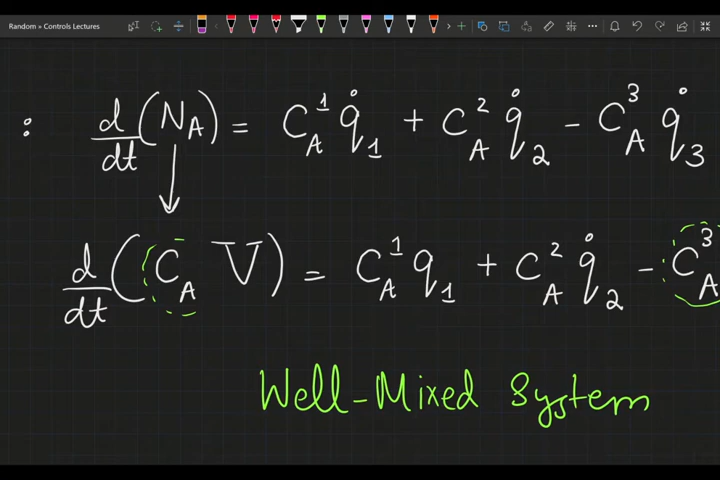 Random » Controls Lectures
: d/dt (N_A) = C_A^1 q̇_1 + C_A^2 q̇_2 − C_A^3 q̇_3
d/dt (C_A V) = C_A^1 q_1 + C_A^2 q̇_2 − C_A^3
Well-Mixed System